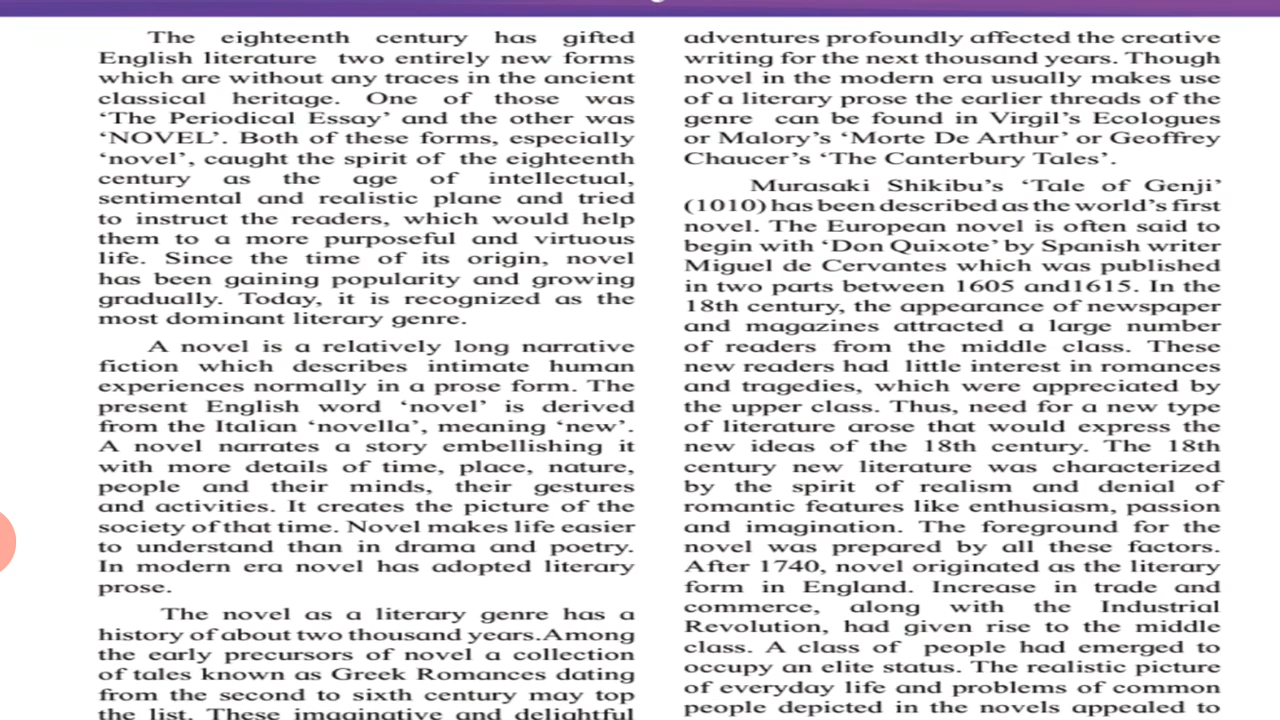 The eighteenth century has gifted
English literature two entirely new forms
which are without any traces in the ancient
classical heritage. One of those was
‘The Periodical Essay’ and the other was
‘NOVEL’. Both of these forms, especially
‘novel’, caught the spirit of the eighteenth
century as the age of intellectual,
sentimental and realistic plane and tried
to instruct the readers, which would help
them to a more purposeful and virtuous
life. Since the time of its origin, novel
has been gaining popularity and growing
gradually. Today, it is recognized as the
most dominant literary genre.
A novel is a relatively long narrative
fiction which describes intimate human
experiences normally in a prose form. The
present English word ‘novel’ is derived
from the Italian ‘novella’, meaning ‘new’.
A novel narrates a story embellishing it
with more details of time, place, nature,
people and their minds, their gestures
and activities. It creates the picture of the
society of that time. Novel makes life easier
to understand than in drama and poetry.
In modern era novel has adopted literary
prose.
The novel as a literary genre has a
history of about two thousand years.Among
the early precursors of novel a collection
of tales known as Greek Romances dating
from the second to sixth century may top
the list. These imaginative and delightful
adventures profoundly affected the creative
writing for the next thousand years. Though
novel in the modern era usually makes use
of a literary prose the earlier threads of the
genre can be found in Virgil’s Ecologues
or Malory’s ‘Morte De Arthur’ or Geoffrey
Chaucer’s ‘The Canterbury Tales’.
Murasaki Shikibu’s ‘Tale of Genji’
(1010) has been described as the world’s first
novel. The European novel is often said to
begin with ‘Don Quixote’ by Spanish writer
Miguel de Cervantes which was published
in two parts between 1605 and1615. In the
18th century, the appearance of newspaper
and magazines attracted a large number
of readers from the middle class. These
new readers had little interest in romances
and tragedies, which were appreciated by
the upper class. Thus, need for a new type
of literature arose that would express the
new ideas of the 18th century. The 18th
century new literature was characterized
by the spirit of realism and denial of
romantic features like enthusiasm, passion
and imagination. The foreground for the
novel was prepared by all these factors.
After 1740, novel originated as the literary
form in England. Increase in trade and
commerce, along with the Industrial
Revolution, had given rise to the middle
class. A class of people had emerged to
occupy an elite status. The realistic picture
of everyday life and problems of common
people depicted in the novels appealed to